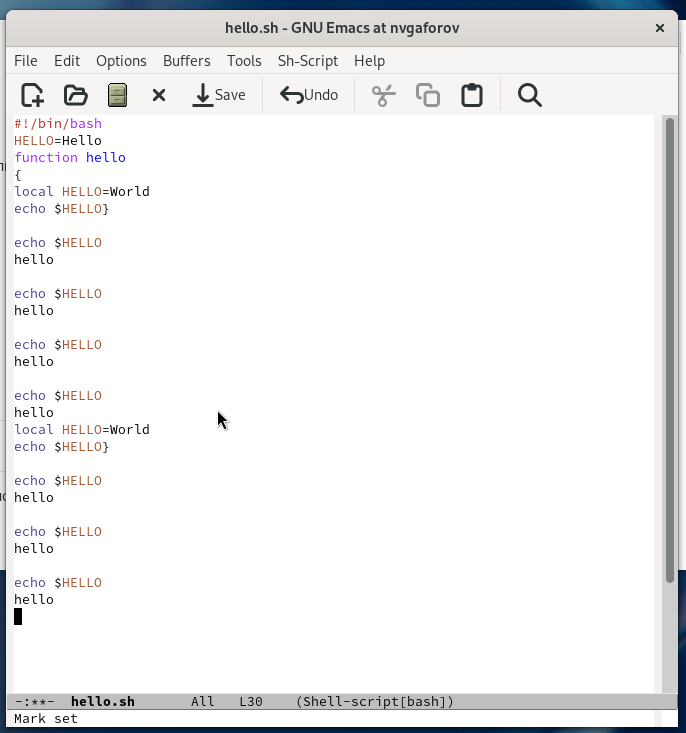 hello.sh - GNU Emacs at nvgaforov
File Edit Options Buffers Tools Sh-Script Help
Save Undo
#!/bin/bash
HELLO=Hello
function hello
{
local HELLO=World
echo $HELLO}
echo $HELLO
hello
echo $HELLO
hello
echo $HELLO
hello
echo $HELLO
hello
local HELLO=World
echo $HELLO}
echo $HELLO
hello
echo $HELLO
hello
echo $HELLO
hello
-:**- hello.sh All L30 (Shell-script[bash])
Mark set